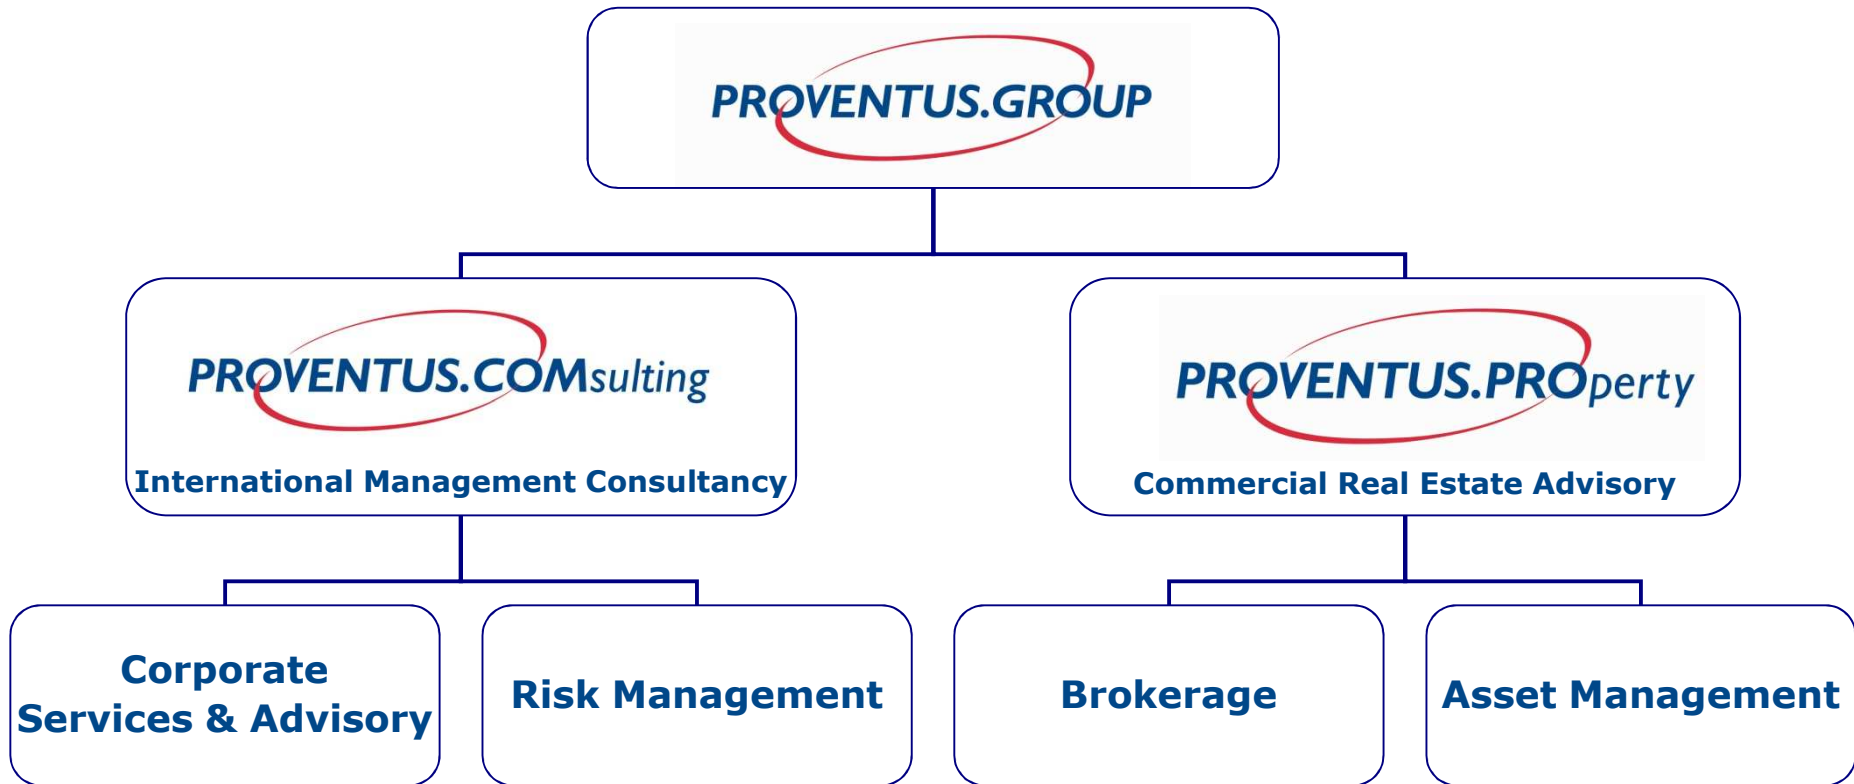 PROVENTUS.GROUP
PROVENTUS.COMsulting
International Management Consultancy
PROVENTUS.PROperty
Commercial Real Estate Advisory
Corporate
Services & Advisory
Risk Management
Brokerage
Asset Management